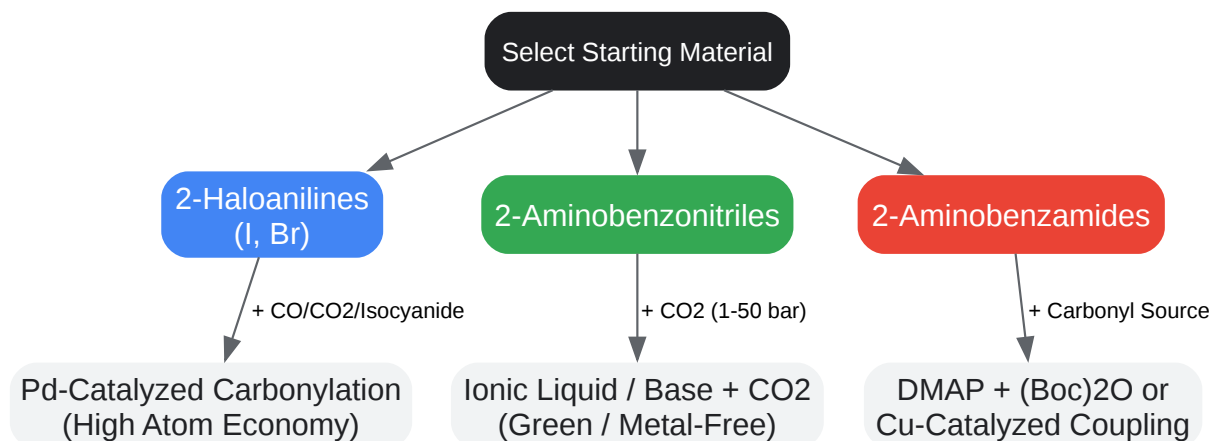 Select Starting Material
2-Haloanilines
(I, Br)
2-Aminobenzonitriles
2-Aminobenzamides
+ CO/CO2/Isocyanide
+ CO2 (1-50 bar)
+ Carbonyl Source
Pd-Catalyzed Carbonylation
(High Atom Economy)
Ionic Liquid / Base + CO2
(Green / Metal-Free)
DMAP + (Boc)2O or
Cu-Catalyzed Coupling